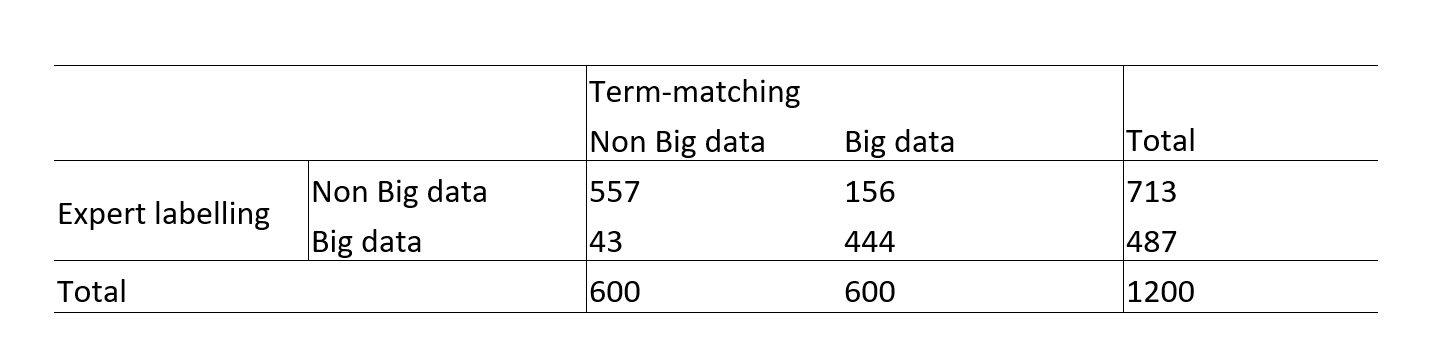 Term-matching
Non Big data Big data Total
Expert labelling
Non Big data 557 156 713
Big data 43 444 487
Total 600 600 1200